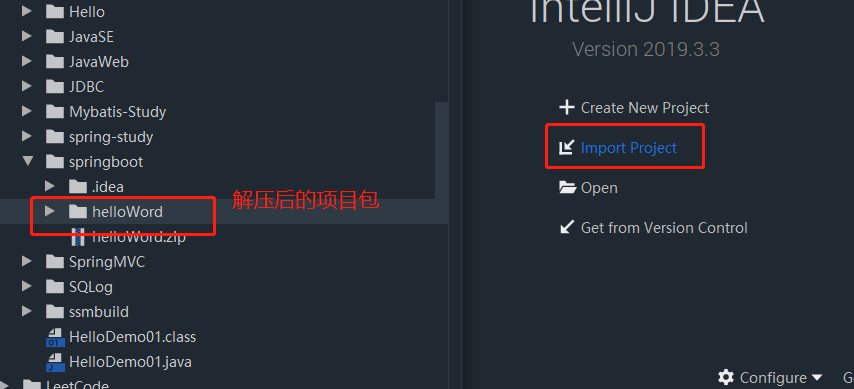 Hello
JavaSE
JavaWeb
JDBC
Mybatis-Study
spring-study
springboot
.idea
helloWord
解压后的项目包
helloWord.zip
SpringMVC
SQLog
ssmbuild
HelloDemo01.class
HelloDemo01.java
LeetCode
IntelliJ IDEA
Version 2019.3.3
Create New Project
Import Project
Open
Get from Version Control
Configure